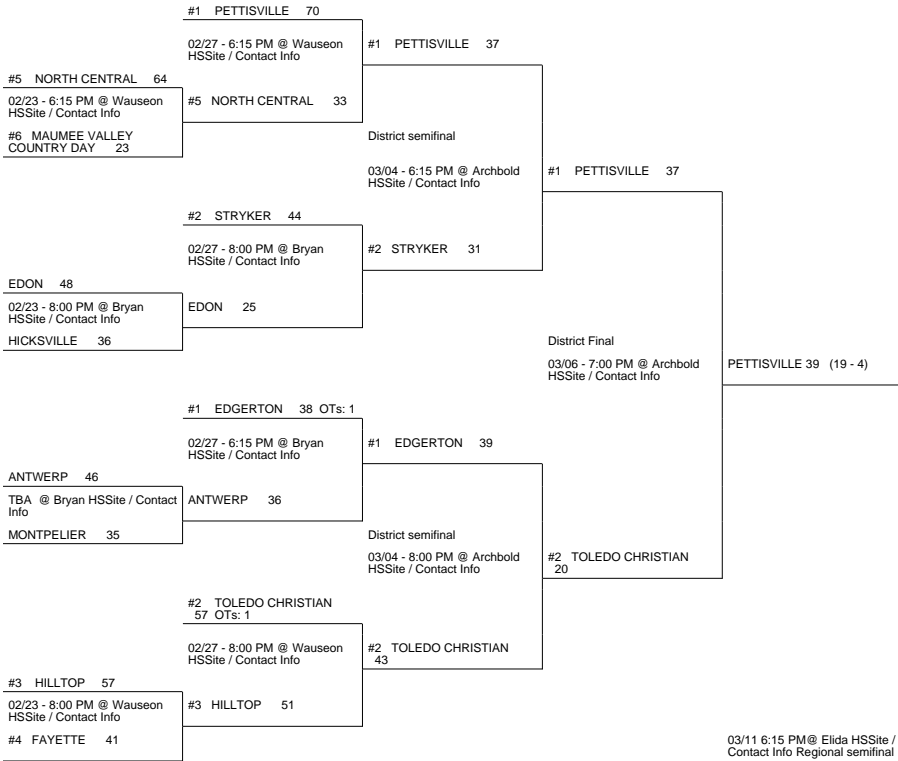 #1 PETTISVILLE 70
02/27 - 6:15 PM @ Wauseon
HSSite / Contact Info
#1 PETTISVILLE 37
#5 NORTH CENTRAL 64
02/23 - 6:15 PM @ Wauseon
HSSite / Contact Info
#5 NORTH CENTRAL 33
#6 MAUMEE VALLEY
COUNTRY DAY 23
District semifinal
03/04 - 6:15 PM @ Archbold
HSSite / Contact Info
#1 PETTISVILLE 37
#2 STRYKER 44
02/27 - 8:00 PM @ Bryan
HSSite / Contact Info
#2 STRYKER 31
EDON 48
02/23 - 8:00 PM @ Bryan
HSSite / Contact Info
EDON 25
HICKSVILLE 36
District Final
03/06 - 7:00 PM @ Archbold
HSSite / Contact Info
PETTISVILLE 39 (19 - 4)
#1 EDGERTON 38 OTs: 1
02/27 - 6:15 PM @ Bryan
HSSite / Contact Info
#1 EDGERTON 39
ANTWERP 46
TBA @ Bryan HSSite / Contact
Info
ANTWERP 36
MONTPELIER 35
District semifinal
03/04 - 8:00 PM @ Archbold
HSSite / Contact Info
#2 TOLEDO CHRISTIAN
20
#2 TOLEDO CHRISTIAN
57 OTs: 1
02/27 - 8:00 PM @ Wauseon
HSSite / Contact Info
#2 TOLEDO CHRISTIAN
43
#3 HILLTOP 57
02/23 - 8:00 PM @ Wauseon
HSSite / Contact Info
#3 HILLTOP 51
#4 FAYETTE 41
03/11 6:15 PM@ Elida HSSite /
Contact Info Regional semifinal